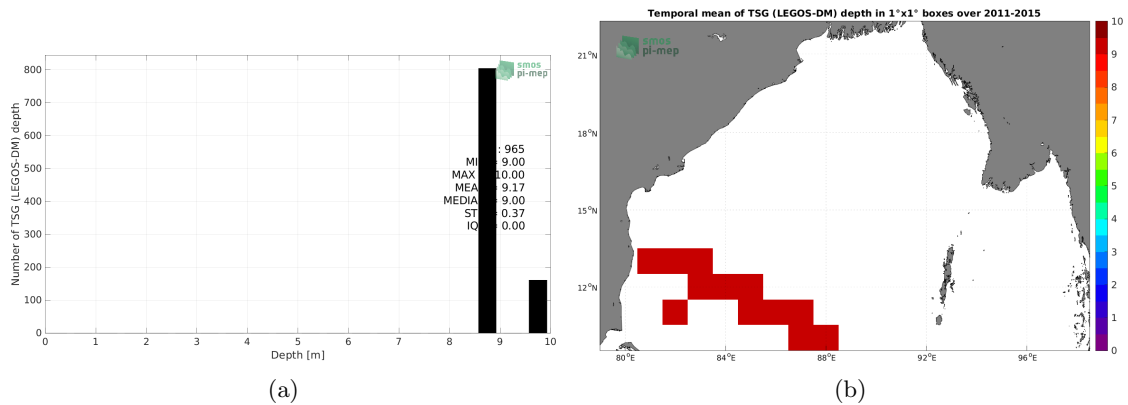 smos
pi-mep
800
700
600
500
400
300
200
100
0
Number of TSG (LEGOS-DM) depth
: 965
MI 9.00
MAX 10.00
MEA 9.17
MEDIA 9.00
ST 0.37
IQ 0.00
0 1 2 3 4 5 6 7 8 9 10
Depth [m]
(a)
Temporal mean of TSG (LEGOS-DM) depth in 1°x1° boxes over 2011-2015
smos
pi-mep
21°N
18°N
15°N
12°N
80°E 84°E 88°E 92°E 96°E
10
9
8
7
6
5
4
3
2
1
0
(b)